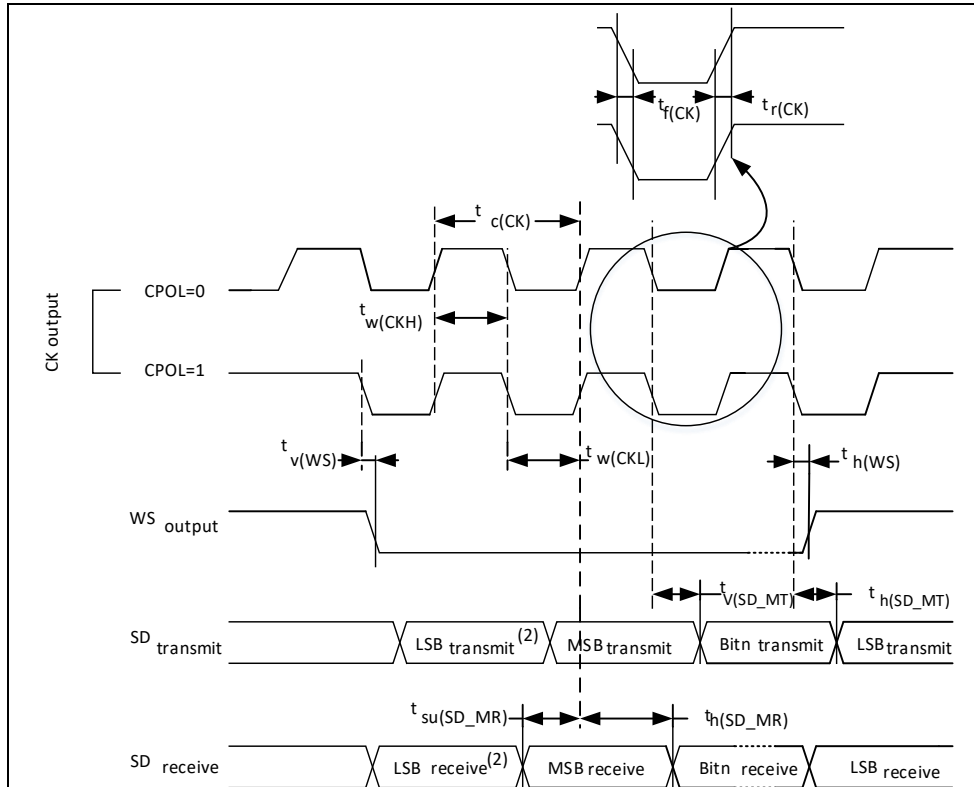 tf(CK)
tr(CK)
tc(CK)
CK output
CPOL=0
tw(CKH)
CPOL=1
tv(WS)
tw(CKL)
th(WS)
WS output
tV(SD_MT)
th(SD_MT)
SD transmit
LSB transmit(2)
MSB transmit
Bitn transmit
LSB transmit
tsu(SD_MR)
th(SD_MR)
SD receive
LSB receive(2)
MSB receive
Bitn receive
LSB receive